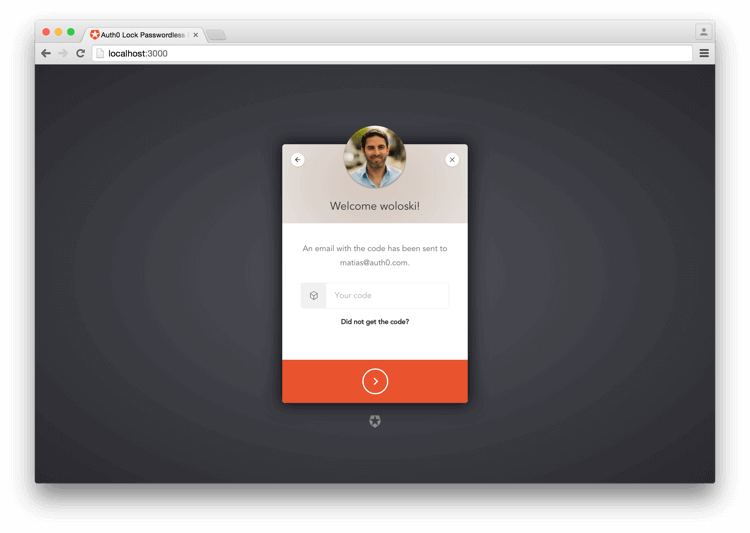 Auth0 Lock Passwordless
localhost:3000
Welcome woloski!
An email with the code has been sent to
matias@auth0.com.
Your code
Did not get the code?